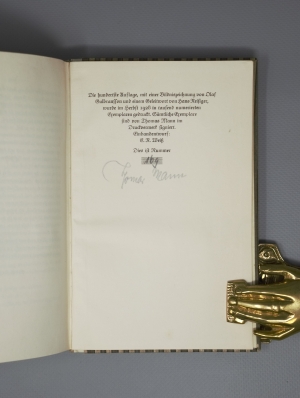 Die hundertste Auflage, mit einer Bildniszeichnung von Olaf
Gulbransson und einem Geleitwort von Hans Reisiger,
wurde im Herbst 1918 in tausend numerierten
Exemplaren gedruckt. Sämtliche Exemplare
sind von Thomas Mann im
Druckvermerk signiert.
Einbandentwurf:
E. R. Weiß
Dies ist Nummer
Thomas Mann